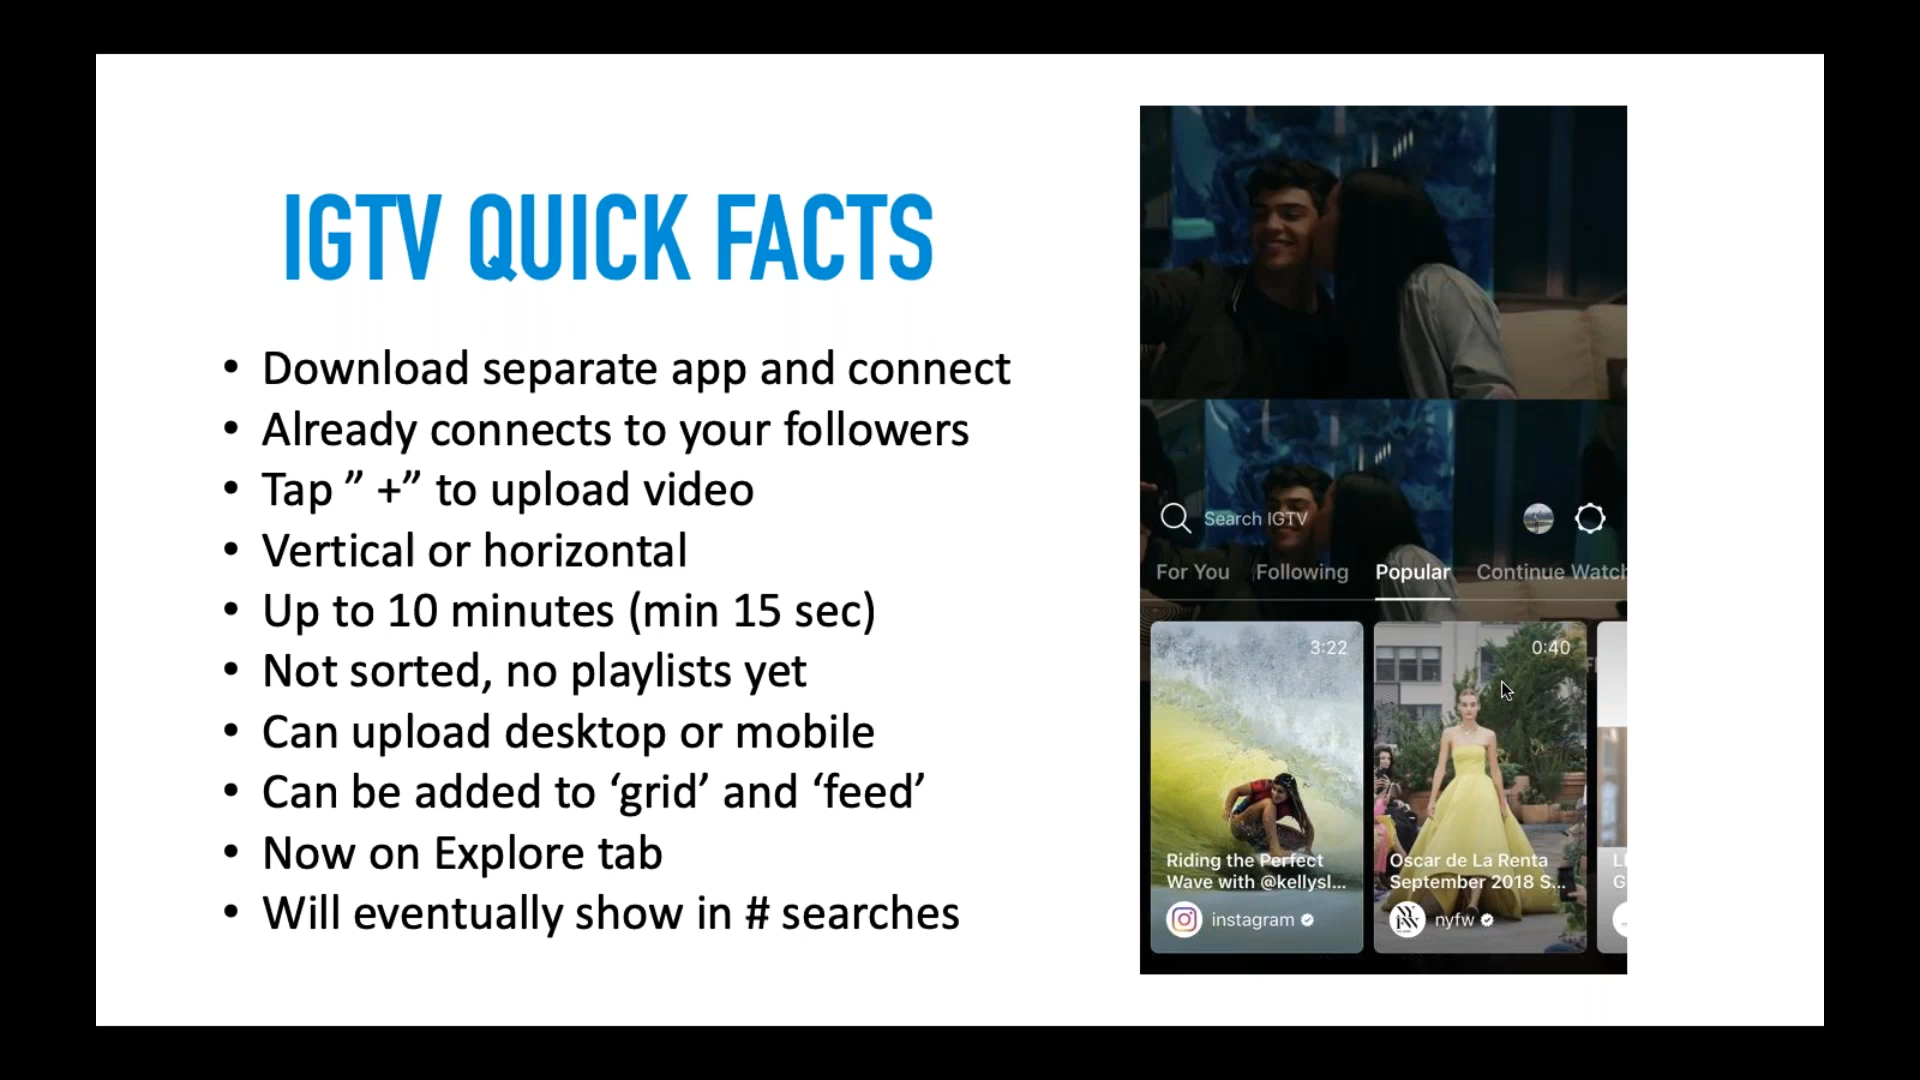 IGTV QUICK FACTS
• Download separate app and connect
• Already connects to your followers
• Tap ” +” to upload video
• Vertical or horizontal
• Up to 10 minutes (min 15 sec)
• Not sorted, no playlists yet
• Can upload desktop or mobile
• Can be added to ‘grid’ and ‘feed’
• Now on Explore tab
• Will eventually show in # searches
Search IGTV
For You Following Popular Continue Watch
3:22
Riding the Perfect
Wave with @kellysl...
instagram
0:40
Oscar de La Renta
September 2018 S...
nyfw